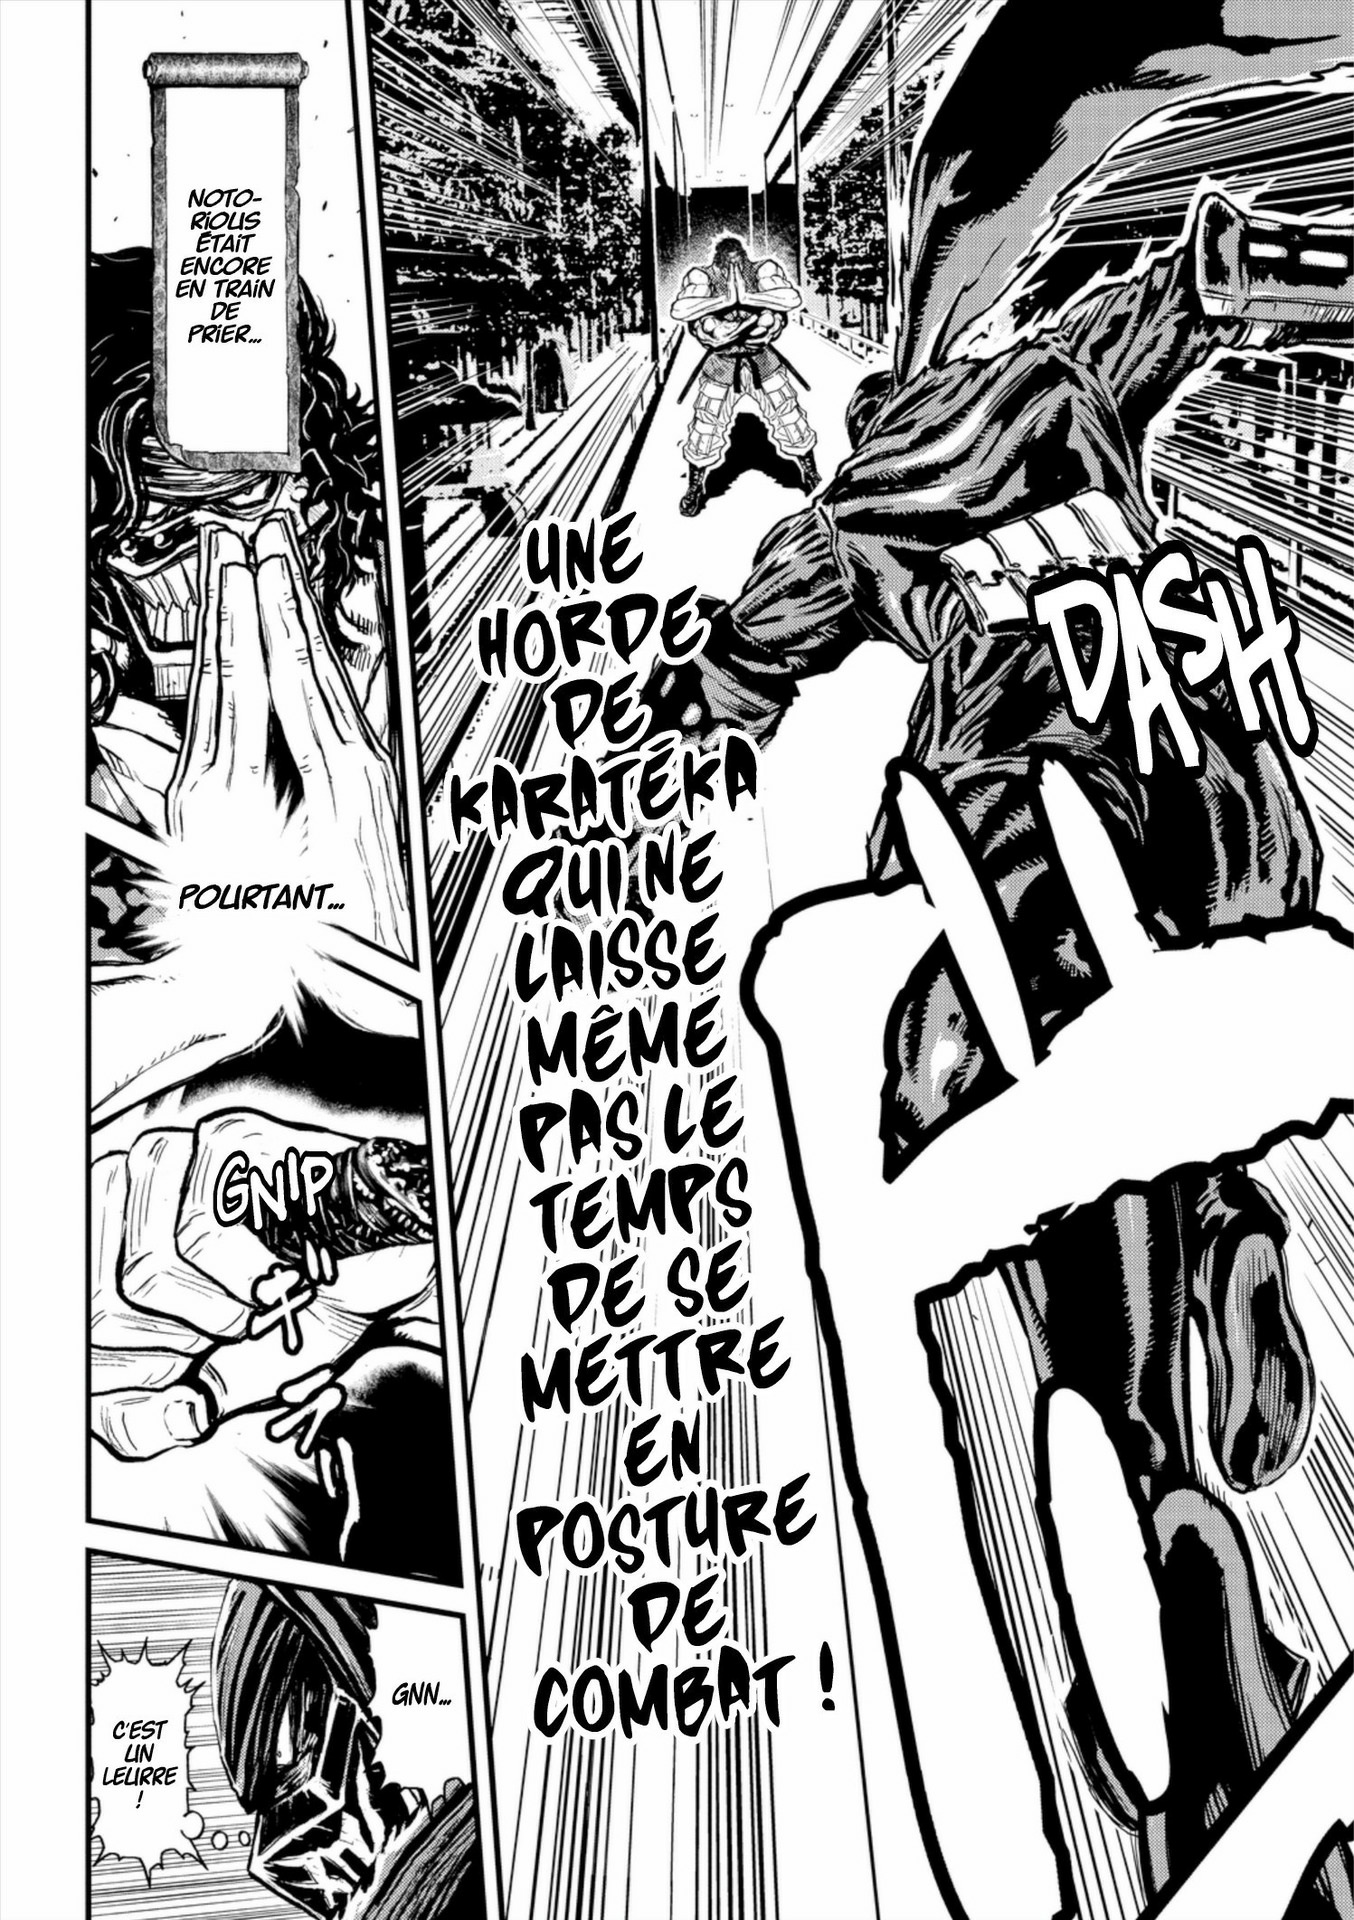 DASH
UNE
HORDE
DE
KARATÉKA
QUI NE
LAISSE
MÊME
PAS LE
TEMPS
DE SE
METTRE
EN
POSTURE
DE
COMBAT !
NOTO-
RIOUS
ÉTAIT
ENCORE
EN TRAIN
DE
PRIER...
POURTANT...
GNIP
GNN...
C'EST
UN
LEURRE
!